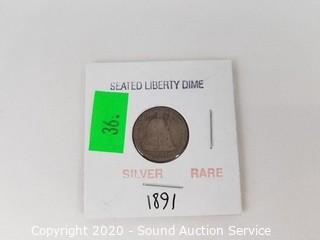 SEATED LIBERTY DIME
36.
SILVER RARE
1891
Copyright © 2020 - Sound Auction Service